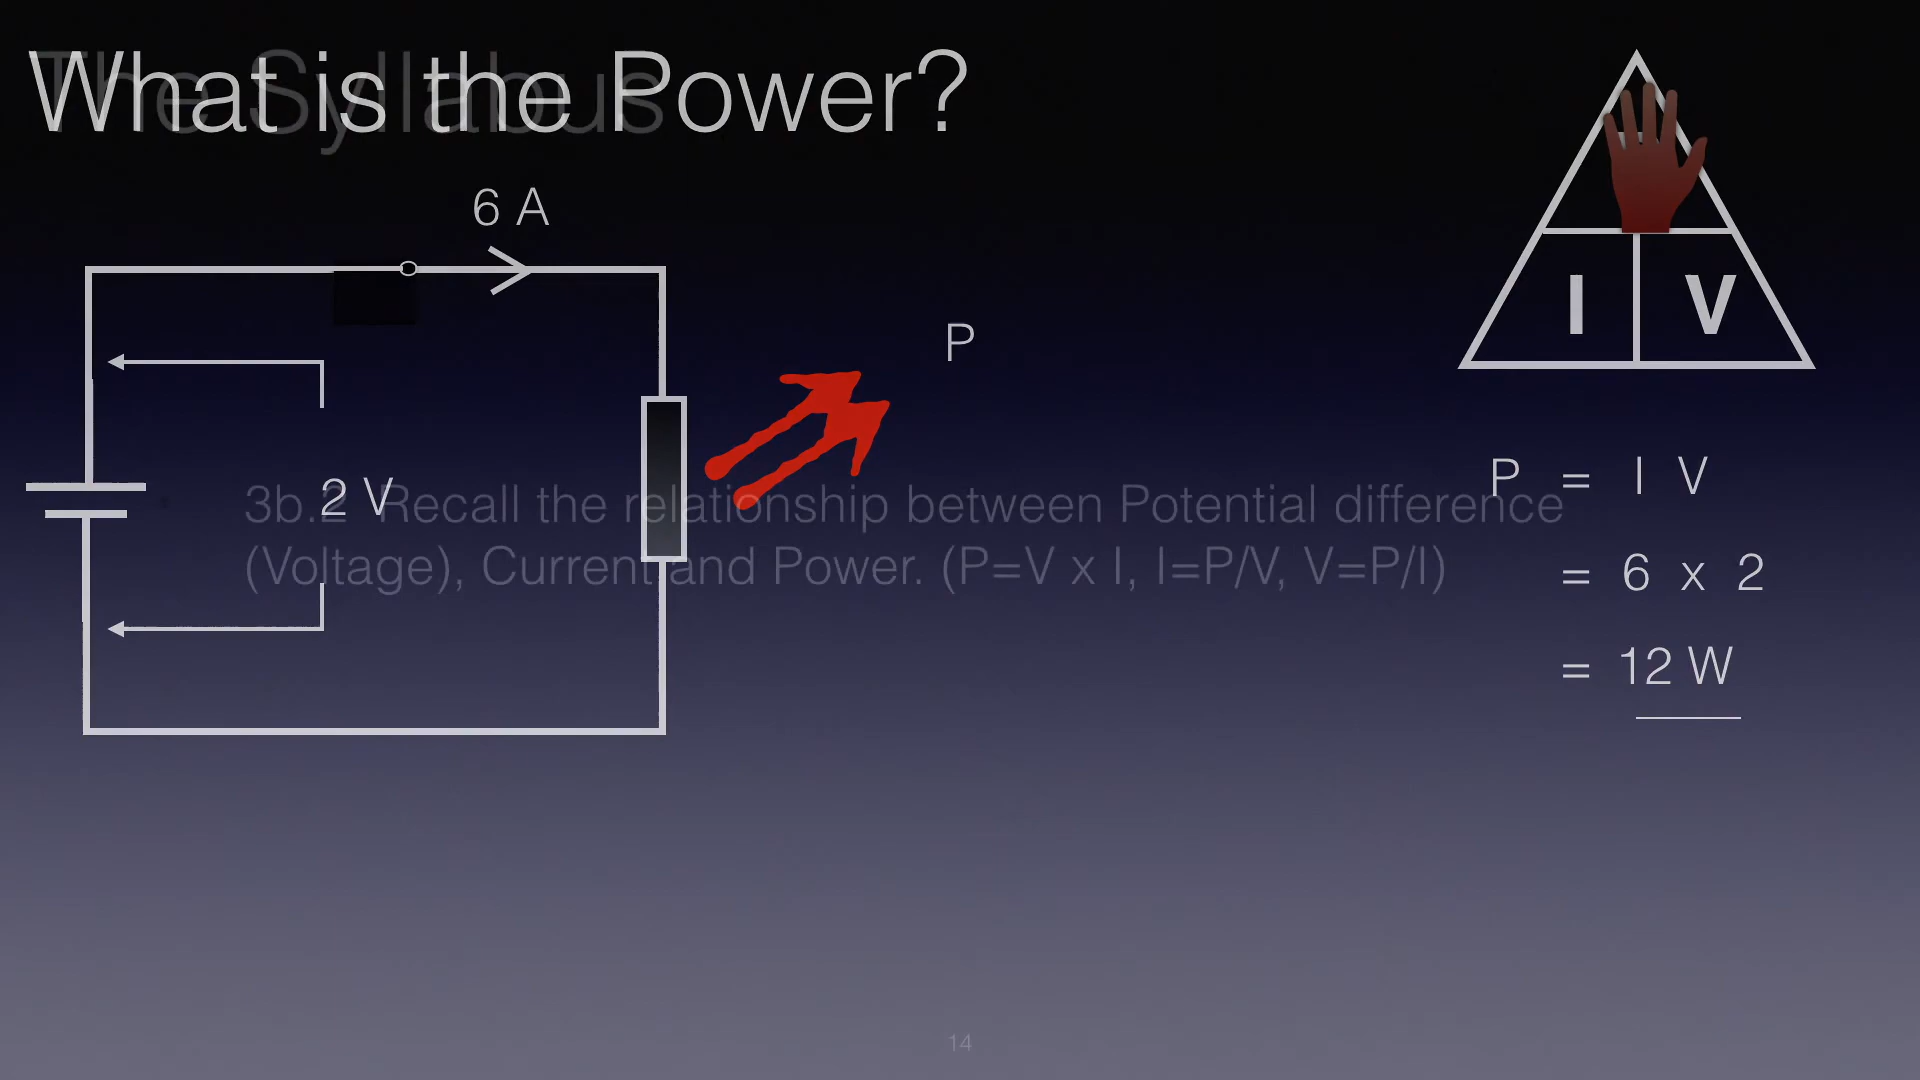 What is the Power?
The Syllabus
6 A
P
I V
2 V
3b.2 Recall the relationship between Potential difference
(Voltage), Current and Power. (P=V x I, I=P/V, V=P/I)
P = I V
= 6 x 2
= 12 W
14